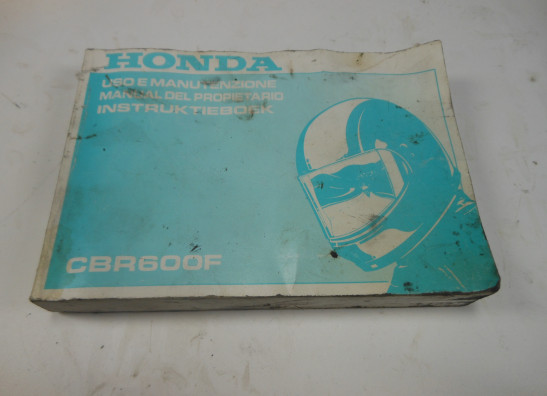 HONDA
USO E MANUTENZIONE
MANUAL DEL PROPIETARIO
INSTRUKTIEBOEK
CBR600F